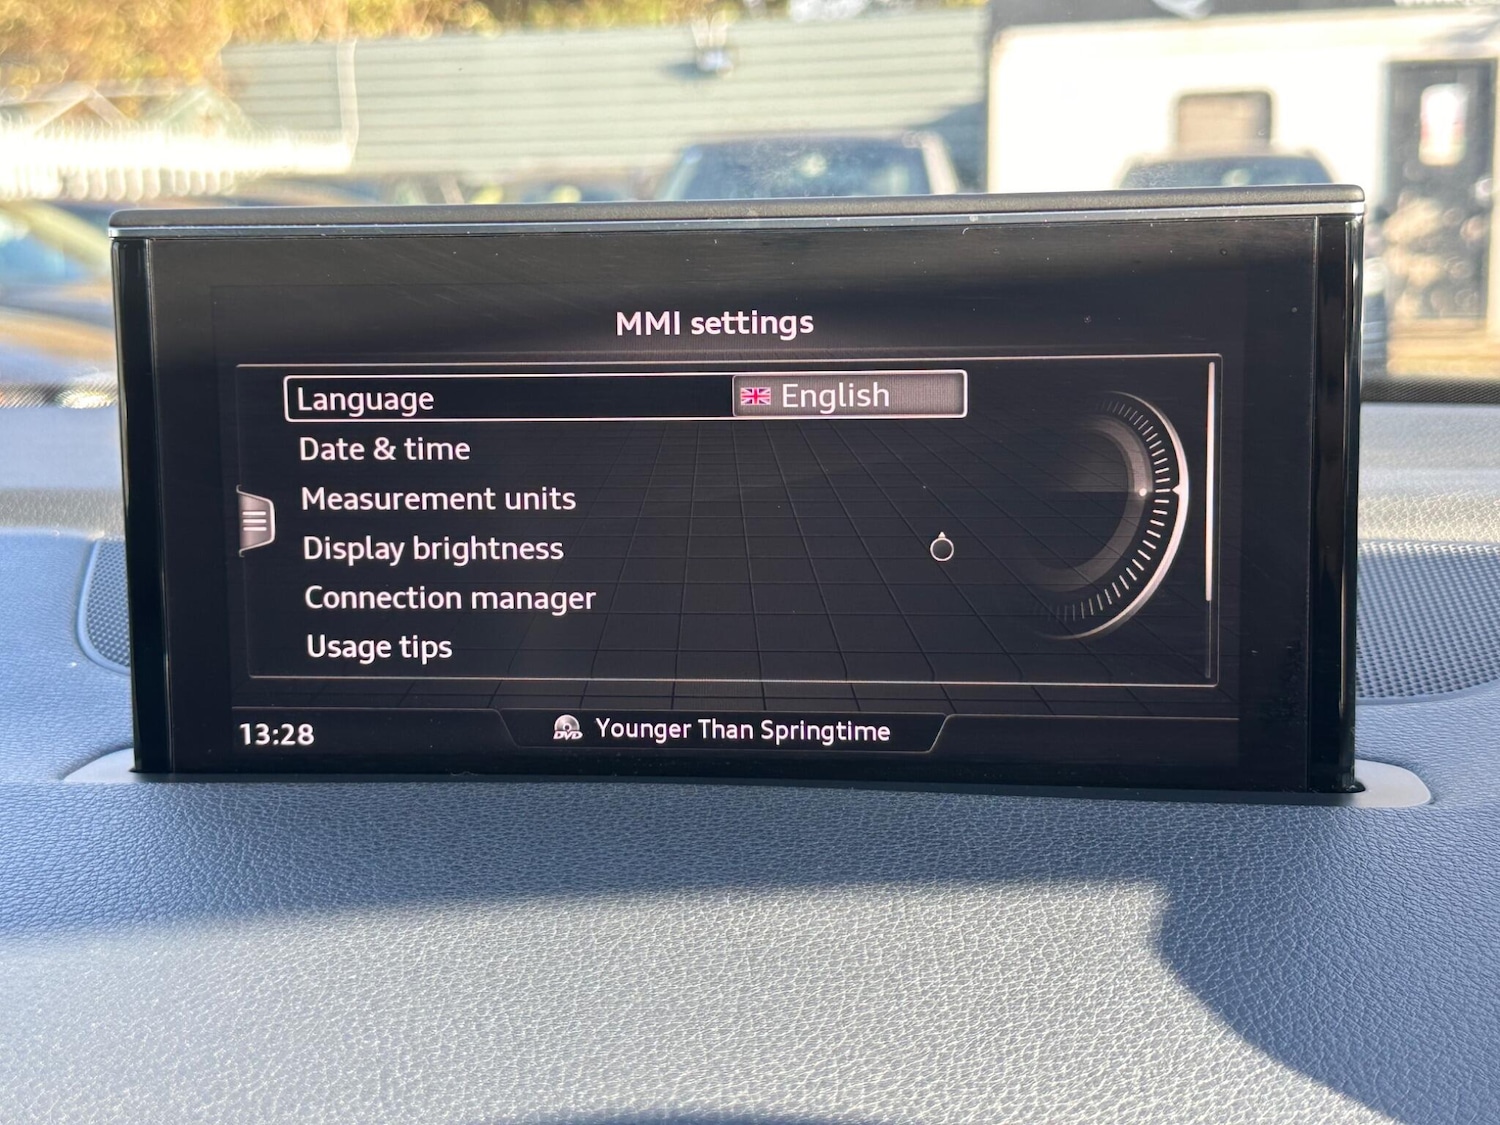 MMI settings
Language English
Date & time
Measurement units
Display brightness
Connection manager
Usage tips
13:28 DVD Younger Than Springtime